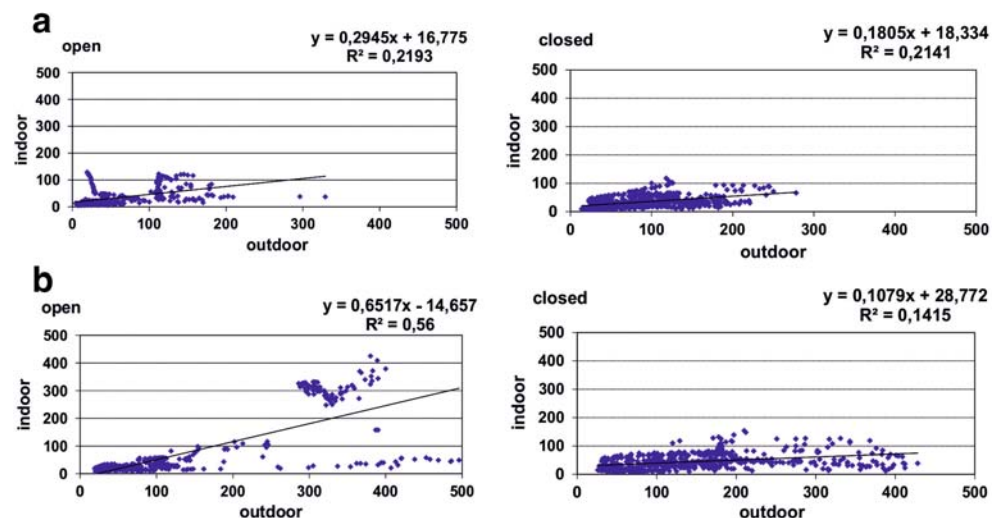 a
open
y = 0,2945x + 16,775
R² = 0,2193
500
400
300
200
100
0
indoor
0 100 200 300 400 500
outdoor
closed
y = 0,1805x + 18,334
R² = 0,2141
500
400
300
200
100
0
indoor
0 100 200 300 400 500
outdoor
b
open
y = 0,6517x - 14,657
R² = 0,56
500
400
300
200
100
0
indoor
0 100 200 300 400 500
outdoor
closed
y = 0,1079x + 28,772
R² = 0,1415
500
400
300
200
100
0
indoor
0 100 200 300 400 500
outdoor